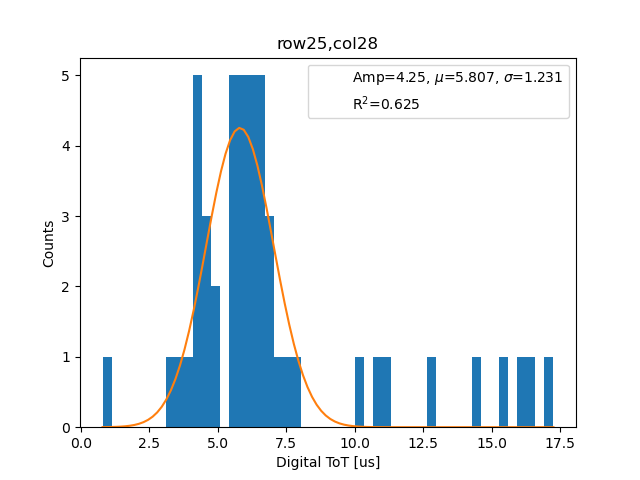 row25,col28
Amp=4.25, μ=5.807, σ=1.231
R²=0.625
Counts
5
4
3
2
1
0
0.0 2.5 5.0 7.5 10.0 12.5 15.0 17.5
Digital ToT [us]